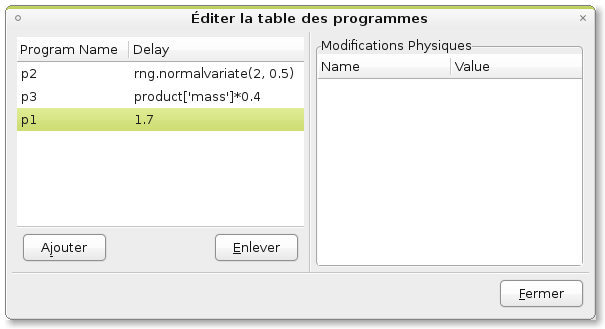 Éditer la table des programmes
Program Name Delay
p2 rng.normalvariate(2, 0.5)
p3 product['mass']*0.4
p1 1.7
Ajouter Enlever
Modifications Physiques
Name Value
Fermer